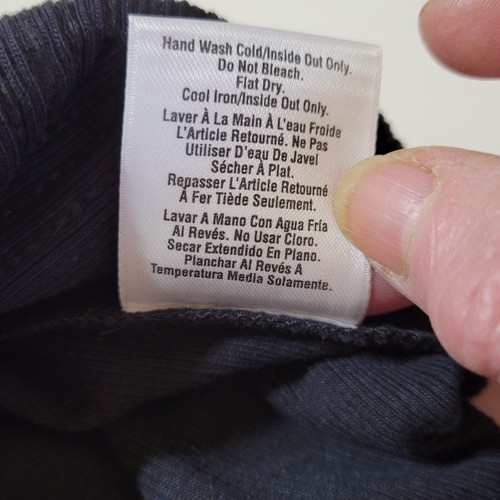 Hand Wash Cold/Inside Out Only.
Do Not Bleach.
Flat Dry.
Cool Iron/Inside Out Only.
Laver À La Main À L'eau Froide
L'Article Retourné. Ne Pas
Utiliser D'eau De Javel
Sécher À Plat.
Repasser L'Article Retourné
À Fer Tiède Seulement.
Lavar A Mano Con Agua Fría
Al Revés. No Usar Cloro.
Secar Extendido En Plano.
Planchar Al Revés A
Temperatura Media Solamente.